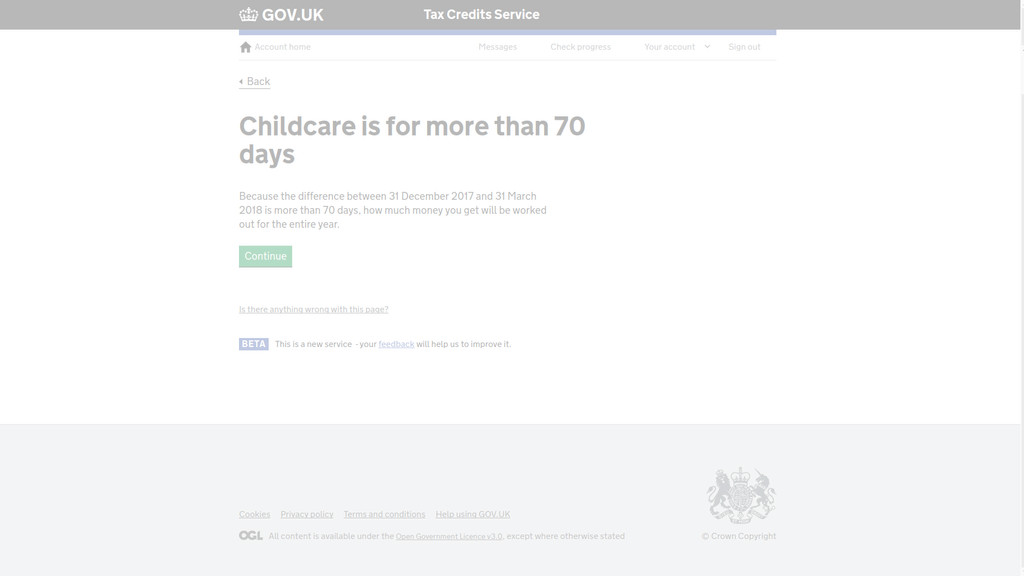 GOV.UK
Tax Credits Service
Account home
Messages
Check progress
Your account
Sign out
Back
Childcare is for more than 70
days
Because the difference between 31 December 2017 and 31 March
2018 is more than 70 days, how much money you get will be worked
out for the entire year.
Continue
Is there anything wrong with this page?
BETA This is a new service - your feedback will help us to improve it.
Cookies Privacy policy Terms and conditions Help using GOV.UK
OGL All content is available under the Open Government Licence v3.0, except where otherwise stated
© Crown Copyright